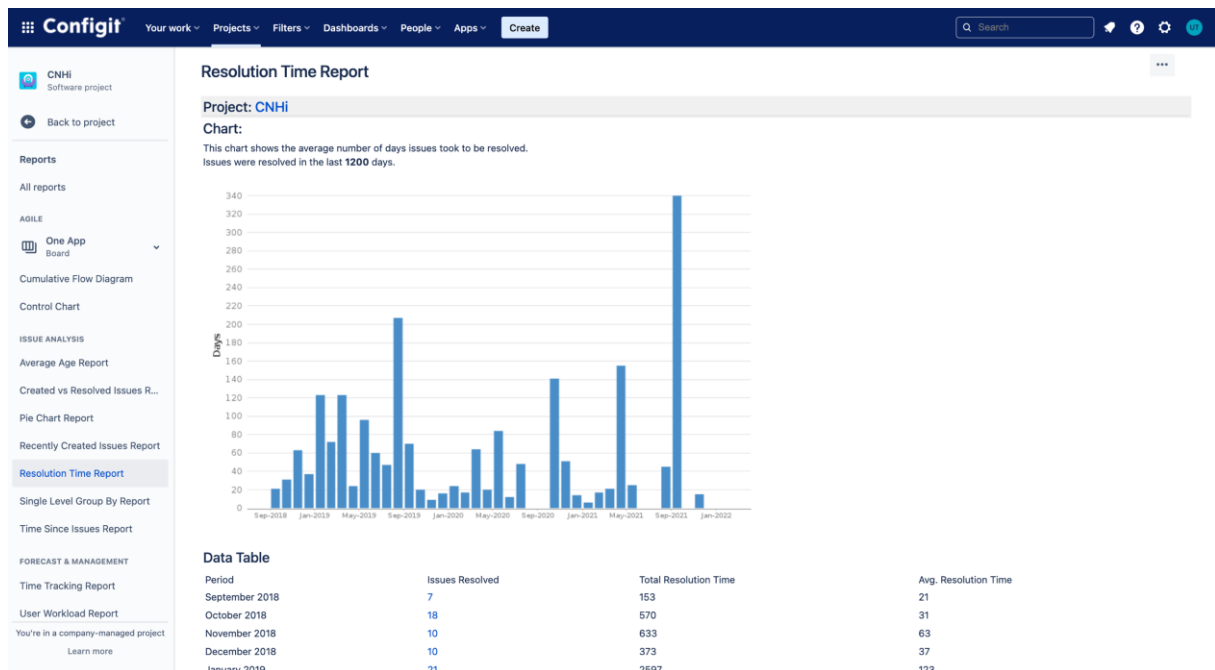 Configit
Your work Projects Filters Dashboards People Apps Create
Search
UT
CNHi
Software project
Back to project
Reports
All reports
AGILE
One App
Board
Cumulative Flow Diagram
Control Chart
ISSUE ANALYSIS
Average Age Report
Created vs Resolved Issues R...
Pie Chart Report
Recently Created Issues Report
Resolution Time Report
Single Level Group By Report
Time Since Issues Report
FORECAST & MANAGEMENT
Time Tracking Report
User Workload Report
You're in a company-managed project
Learn more
Resolution Time Report
Project: CNHi
Chart:
This chart shows the average number of days issues took to be resolved.
Issues were resolved in the last 1200 days.
Days
340
320
300
280
260
240
220
200
180
160
140
120
100
80
60
40
20
0
Sep-2018 Jan-2019 May-2019 Sep-2019 Jan-2020 May-2020 Sep-2020 Jan-2021 May-2021 Sep-2021 Jan-2022
Data Table
Period Issues Resolved Total Resolution Time Avg. Resolution Time
September 2018 7 153 21
October 2018 18 570 31
November 2018 10 633 63
December 2018 10 373 37
January 2019 21 2597 123